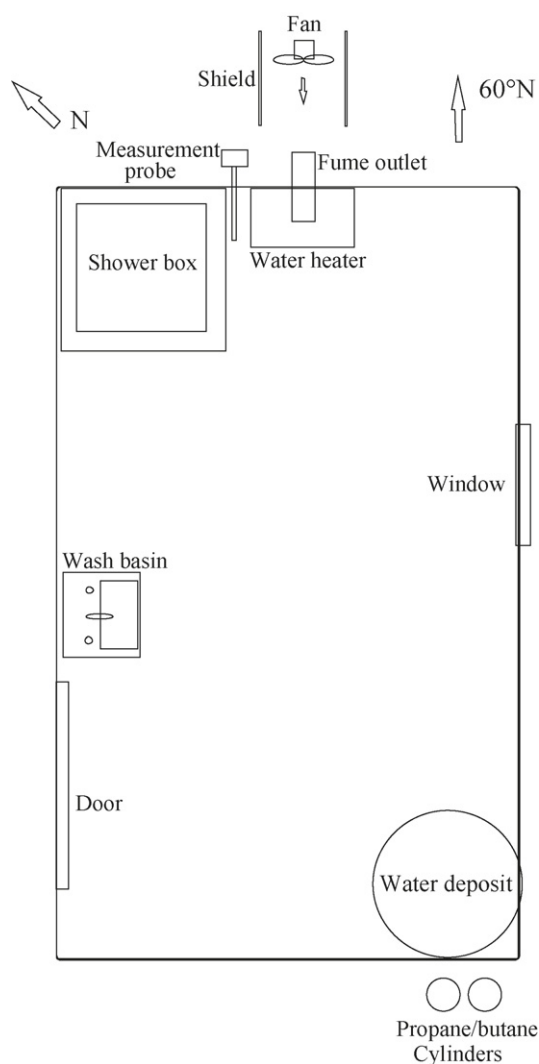 Fan
Shield
60°N
N
Measurement
probe
Fume outlet
Shower box
Water heater
Window
Wash basin
Door
Water deposit
Propane/butane
Cylinders